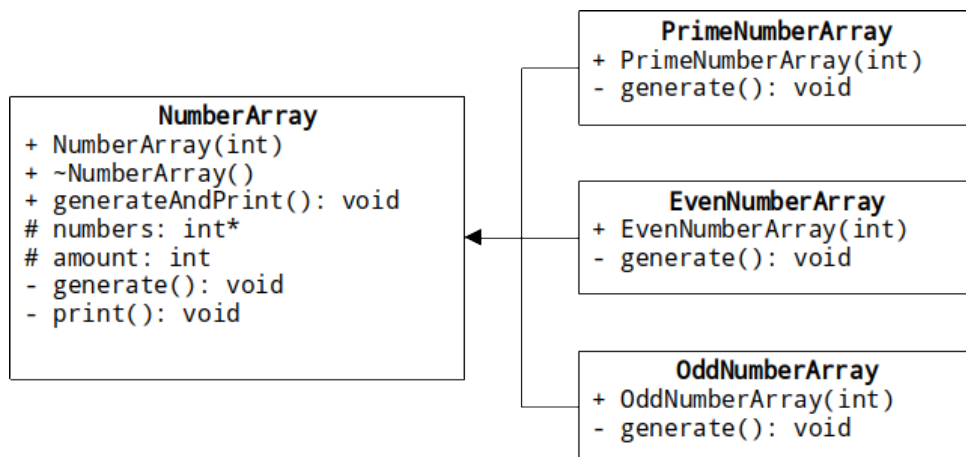 NumberArray
+ NumberArray(int)
+ ~NumberArray()
+ generateAndPrint(): void
# numbers: int*
# amount: int
- generate(): void
- print(): void
PrimeNumberArray
+ PrimeNumberArray(int)
- generate(): void
EvenNumberArray
+ EvenNumberArray(int)
- generate(): void
OddNumberArray
+ OddNumberArray(int)
- generate(): void